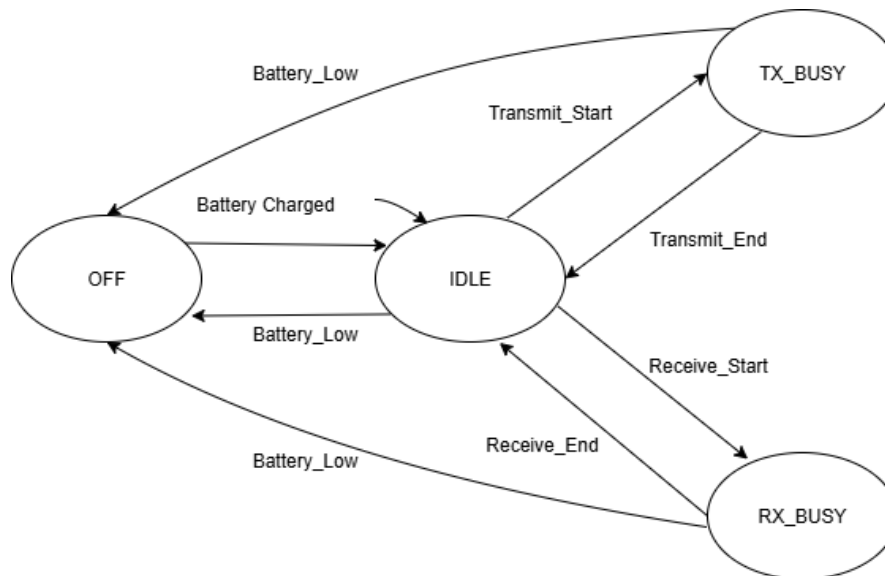 TX_BUSY
Battery_Low
Transmit_Start
Battery Charged
Transmit_End
OFF
IDLE
Battery_Low
Receive_Start
Receive_End
Battery_Low
RX_BUSY